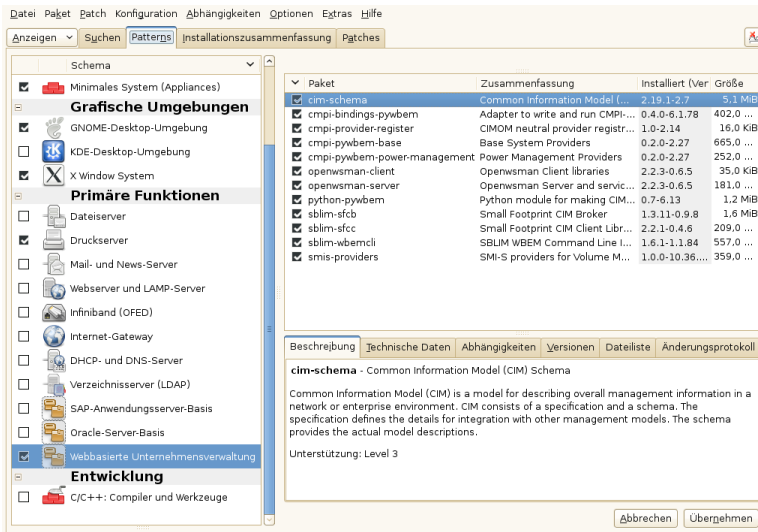 Datei Paket Patch Konfiguration Abhängigkeiten Optionen Extras Hilfe
Anzeigen Suchen Patterns Installationszusammenfassung Patches
Schema
Minimales System (Appliances)
Grafische Umgebungen
GNOME-Desktop-Umgebung
KDE-Desktop-Umgebung
X Window System
Primäre Funktionen
Dateiserver
Druckserver
Mail- und News-Server
Webserver und LAMP-Server
Infiniband (OFED)
Internet-Gateway
DHCP- und DNS-Server
Verzeichnisserver (LDAP)
SAP-Anwendungsserver-Basis
Oracle-Server-Basis
Webbasierte Unternehmensverwaltung
Entwicklung
C/C++: Compiler und Werkzeuge
Paket Zusammenfassung Installiert (Ver Größe
cim-schema Common Information Model (... 2.19.1-2.7 5,1 MiB
cmpi-bindings-pywbem Adapter to write and run CMPI-... 0.4.0-6.1.78 402,0 ...
cmpi-provider-register CIMOM neutral provider registr... 1.0-2.14 16,0 KiB
cmpi-pywbem-base Base System Providers 0.2.0-2.27 665,0 ...
cmpi-pywbem-power-management Power Management Providers 0.2.0-2.27 252,0 ...
openwsman-client Openwsman Client libraries 2.2.3-0.6.5 35,0 KiB
openwsman-server Openwsman Server and servic... 2.2.3-0.6.5 181,0 ...
python-pywbem Python module for making CIM... 0.7-6.13 1,2 MiB
sblim-sfcb Small Footprint CIM Broker 1.3.11-0.9.8 1,6 MiB
sblim-sfcc Small Footprint CIM Client Libr... 2.2.1-0.4.6 209,0 ...
sblim-wbemcli SBLIM WBEM Command Line I... 1.6.1-1.1.84 557,0 ...
smis-providers SMI-S providers for Volume M... 1.0.0-10.36.... 359,0 ...
Beschreibung Technische Daten Abhängigkeiten Versionen Dateiliste Änderungsprotokoll
cim-schema - Common Information Model (CIM) Schema
Common Information Model (CIM) is a model for describing overall management information in a
network or enterprise environment. CIM consists of a specification and a schema. The
specification defines the details for integration with other management models. The schema
provides the actual model descriptions.
Unterstützung: Level 3
Abbrechen Übernehmen